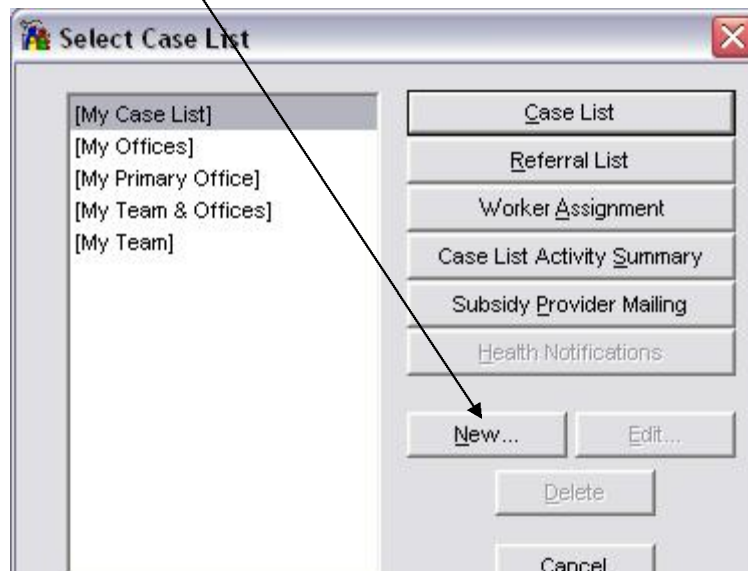 Select Case List
[My Case List]
[My Offices]
[My Primary Office]
[My Team & Offices]
[My Team]
Case List
Referral List
Worker Assignment
Case List Activity Summary
Subsidy Provider Mailing
Health Notifications
New...
Edit...
Delete
Cancel